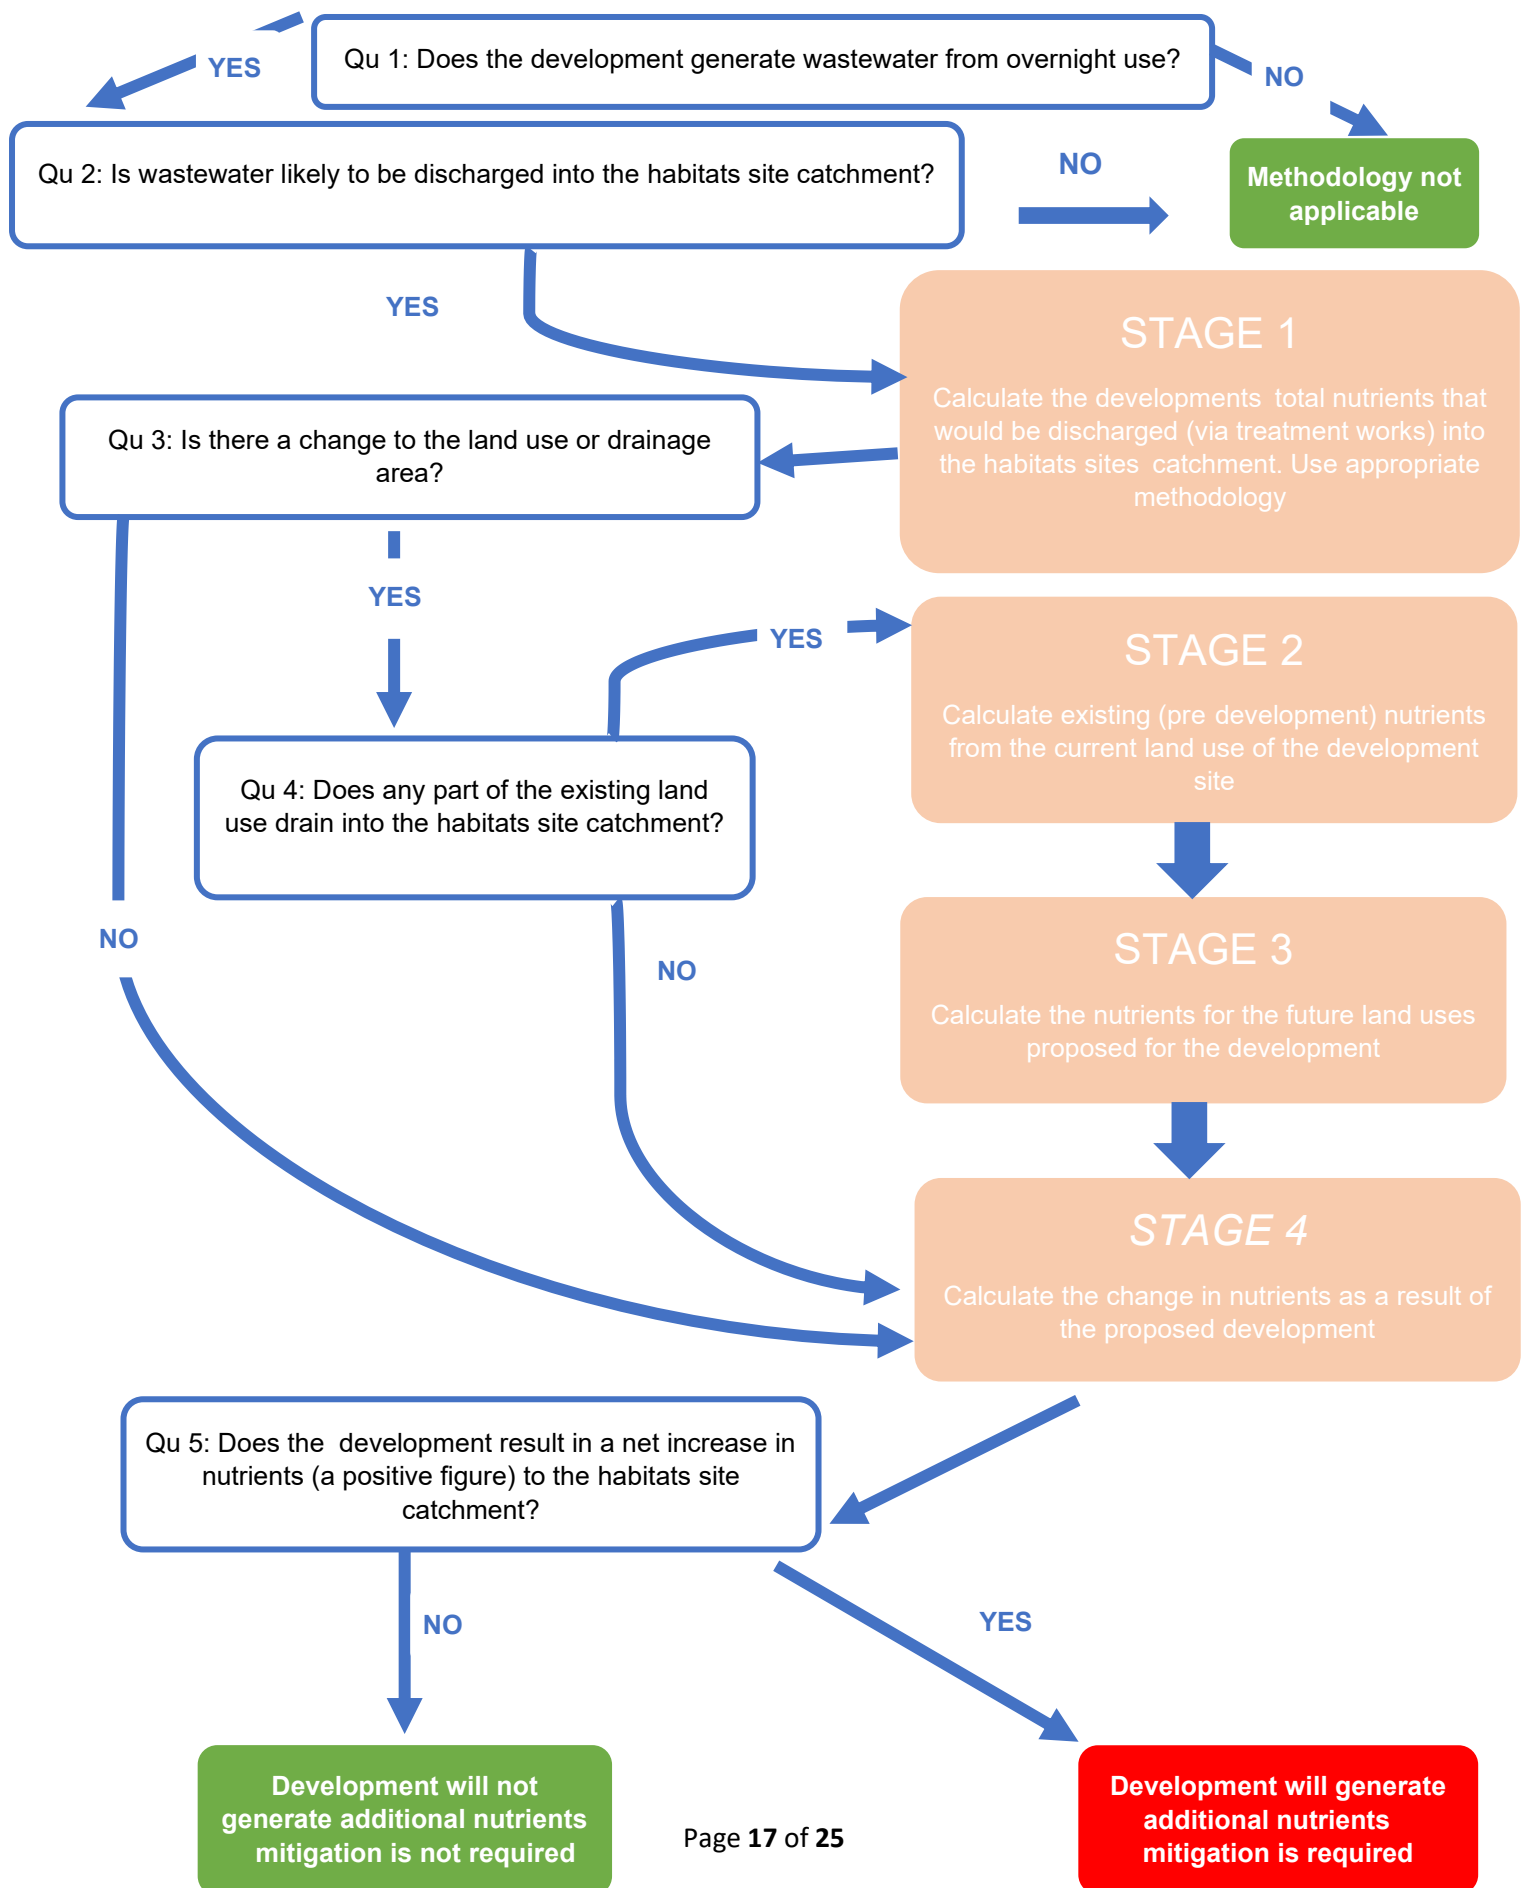 Qu 1: Does the development generate wastewater from overnight use?
YES
NO
Qu 2: Is wastewater likely to be discharged into the habitats site catchment?
NO
Methodology not
applicable
YES
STAGE 1
Calculate the developments total nutrients that
would be discharged (via treatment works) into
the habitats sites catchment. Use appropriate
methodology
Qu 3: Is there a change to the land use or drainage
area?
YES
YES
STAGE 2
Calculate existing (pre development) nutrients
from the current land use of the development
site
Qu 4: Does any part of the existing land
use drain into the habitats site catchment?
NO
NO
STAGE 3
Calculate the nutrients for the future land uses
proposed for the development
STAGE 4
Calculate the change in nutrients as a result of
the proposed development
Qu 5: Does the development result in a net increase in
nutrients (a positive figure) to the habitats site
catchment?
NO
YES
Development will not
generate additional nutrients
mitigation is not required
Development will generate
additional nutrients
mitigation is required
Page 17 of 25